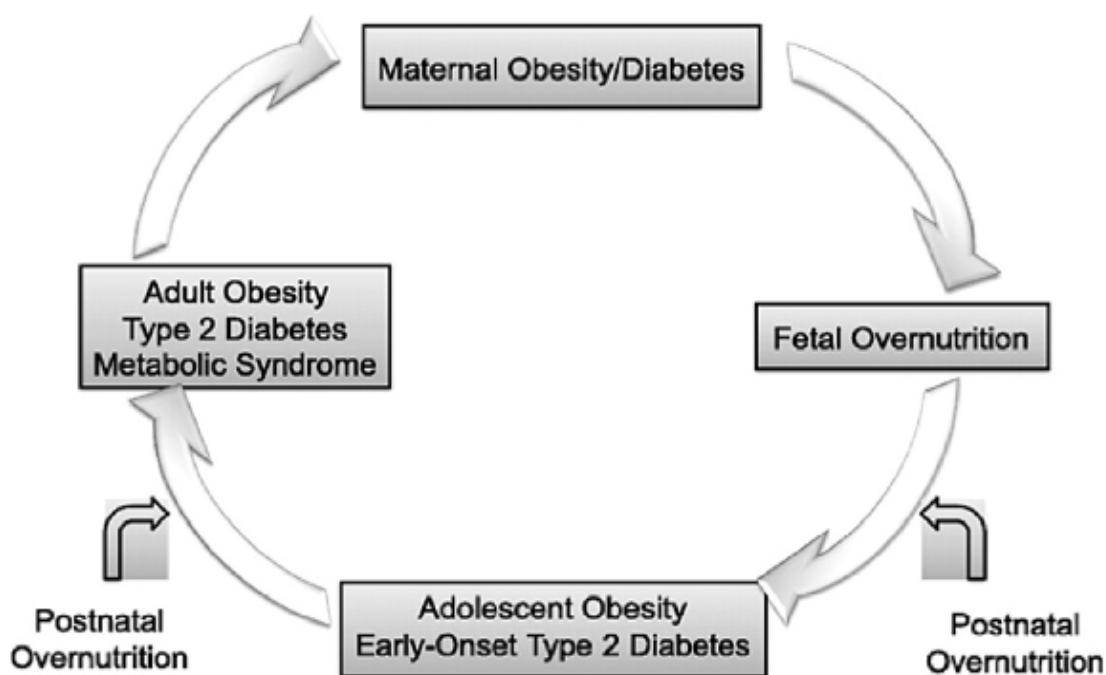 Maternal Obesity/Diabetes
Fetal Overnutrition
Postnatal
Overnutrition
Adolescent Obesity
Early-Onset Type 2 Diabetes
Postnatal
Overnutrition
Adult Obesity
Type 2 Diabetes
Metabolic Syndrome